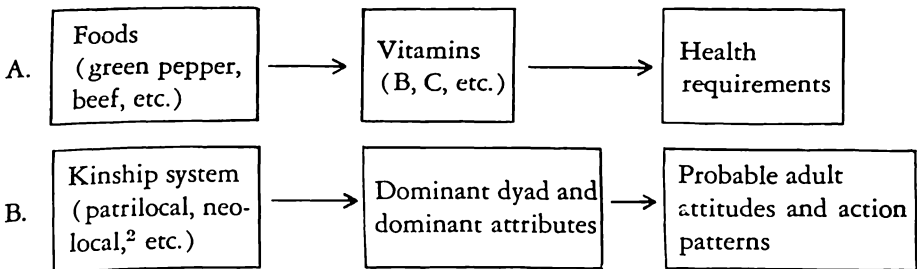 A.
Foods
(green pepper,
beef, etc.)
Vitamins
(B, C, etc.)
Health
requirements
B.
Kinship system
(patrilocal, neo-
local,² etc.)
Dominant dyad and
dominant attributes
Probable adult
attitudes and action
patterns